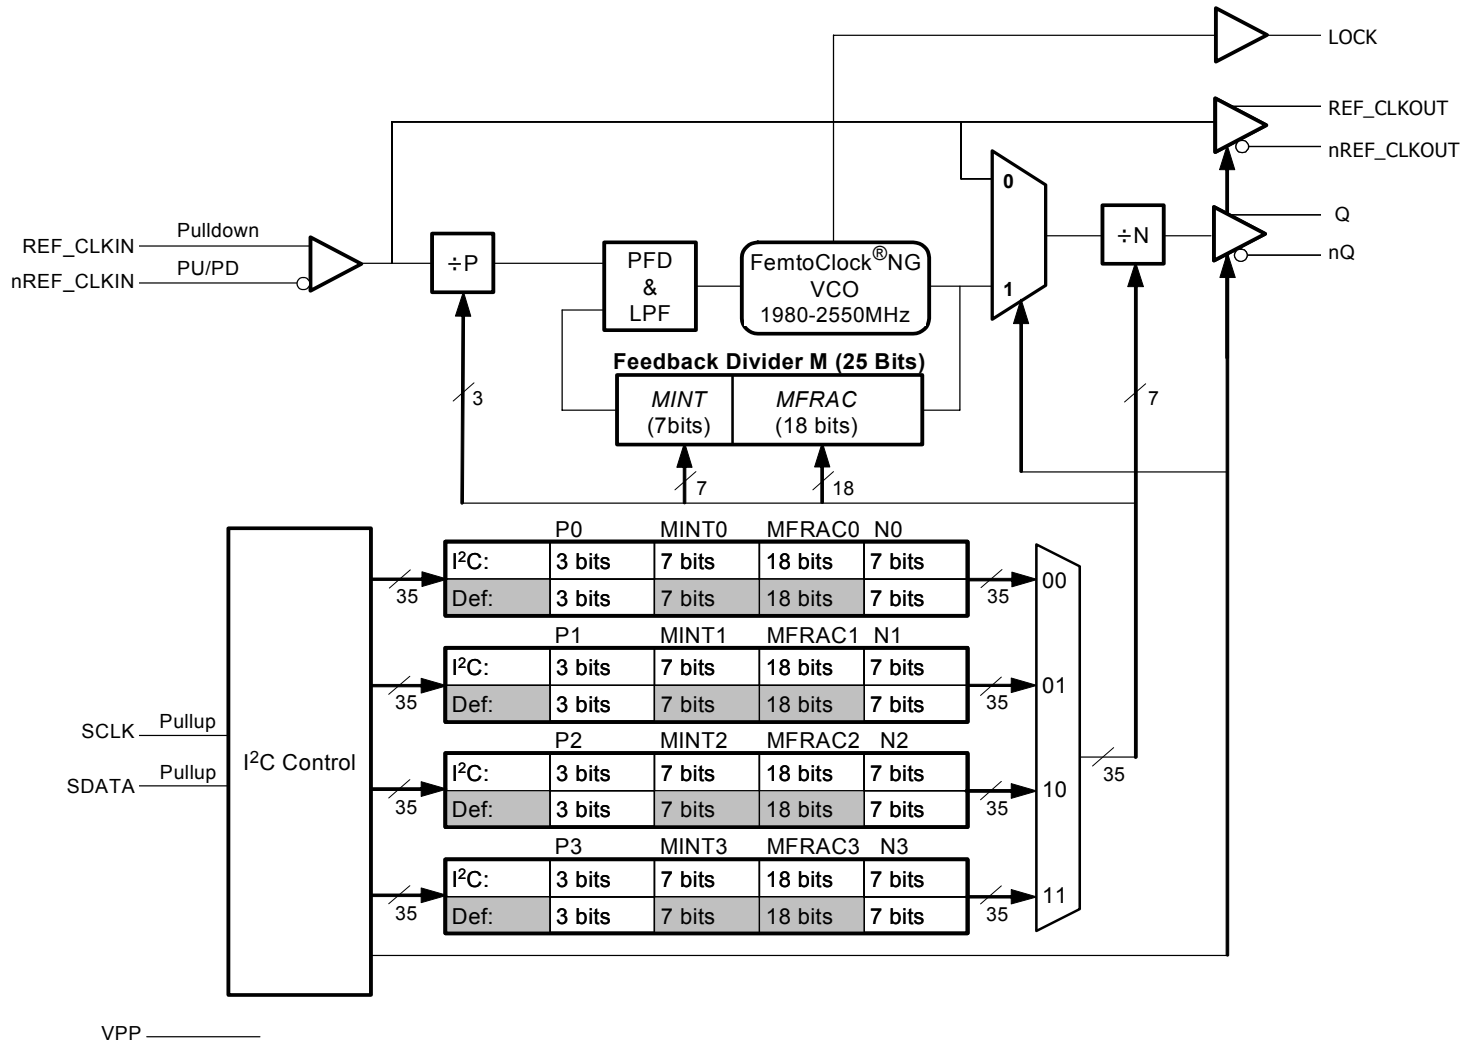 LOCK
REF_CLKOUT
nREF_CLKOUT
Q
nQ
REF_CLKIN
Pulldown
nREF_CLKIN
PU/PD
÷P
PFD
&
LPF
FemtoClock®NG
VCO
1980-2550MHz
0
1
÷N
Feedback Divider M (25 Bits)
MINT
(7bits)
MFRAC
(18 bits)
3
7
18
7
P0 MINT0 MFRAC0 N0
I²C: 3 bits 7 bits 18 bits 7 bits
Def: 3 bits 7 bits 18 bits 7 bits
35
35
00
P1 MINT1 MFRAC1 N1
I²C: 3 bits 7 bits 18 bits 7 bits
Def: 3 bits 7 bits 18 bits 7 bits
35
35
01
P2 MINT2 MFRAC2 N2
I²C: 3 bits 7 bits 18 bits 7 bits
Def: 3 bits 7 bits 18 bits 7 bits
35
35
10
P3 MINT3 MFRAC3 N3
I²C: 3 bits 7 bits 18 bits 7 bits
Def: 3 bits 7 bits 18 bits 7 bits
35
35
11
35
SCLK Pullup
SDATA Pullup
I²C Control
VPP